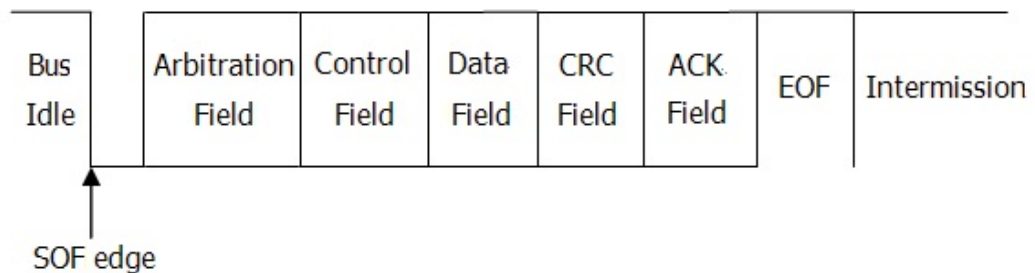 Bus
Idle
Arbitration
Field
Control
Field
Data
Field
CRC
Field
ACK
Field
EOF
Intermission
SOF edge